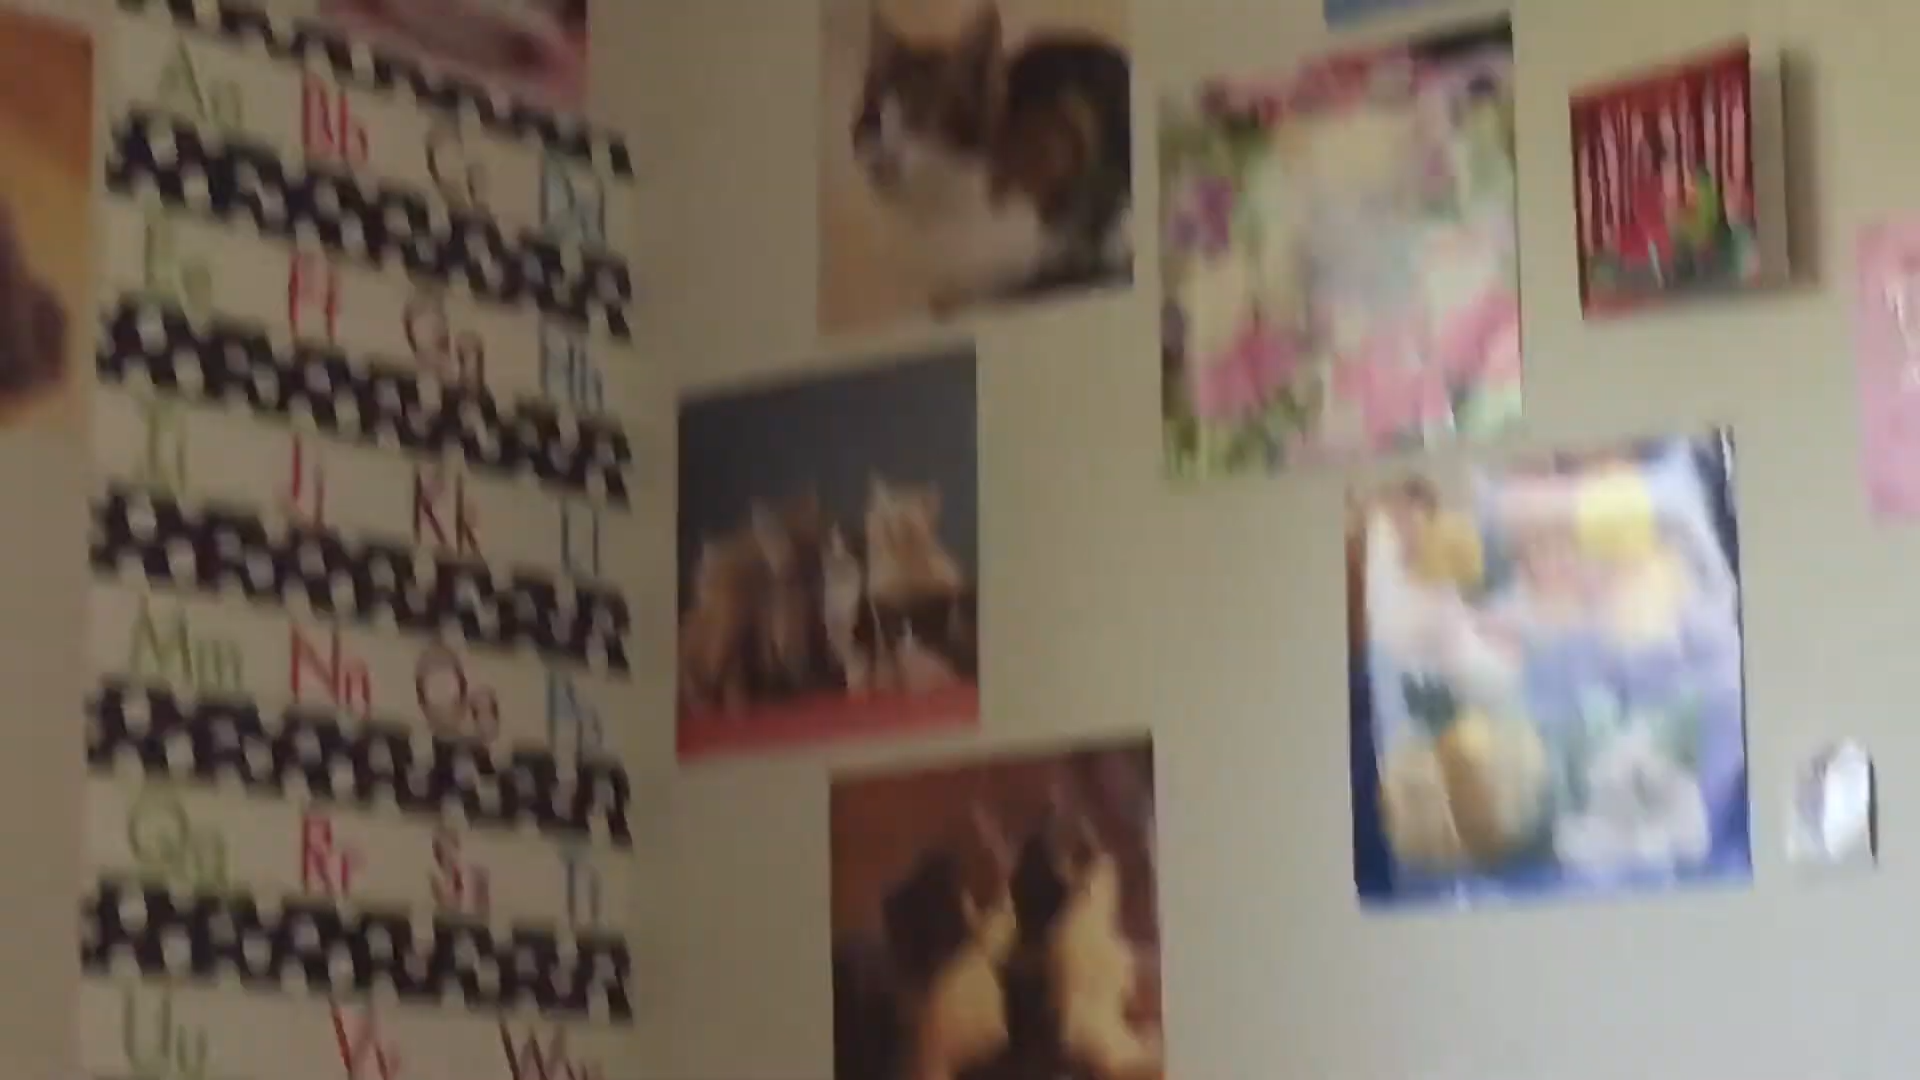 Aa Bb Cc Dd
Ee Ff Gg Hh
Ii Jj Kk Ll
Mm Nn Oo Pp
Qq Rr Ss Tt
Uu Vv Ww